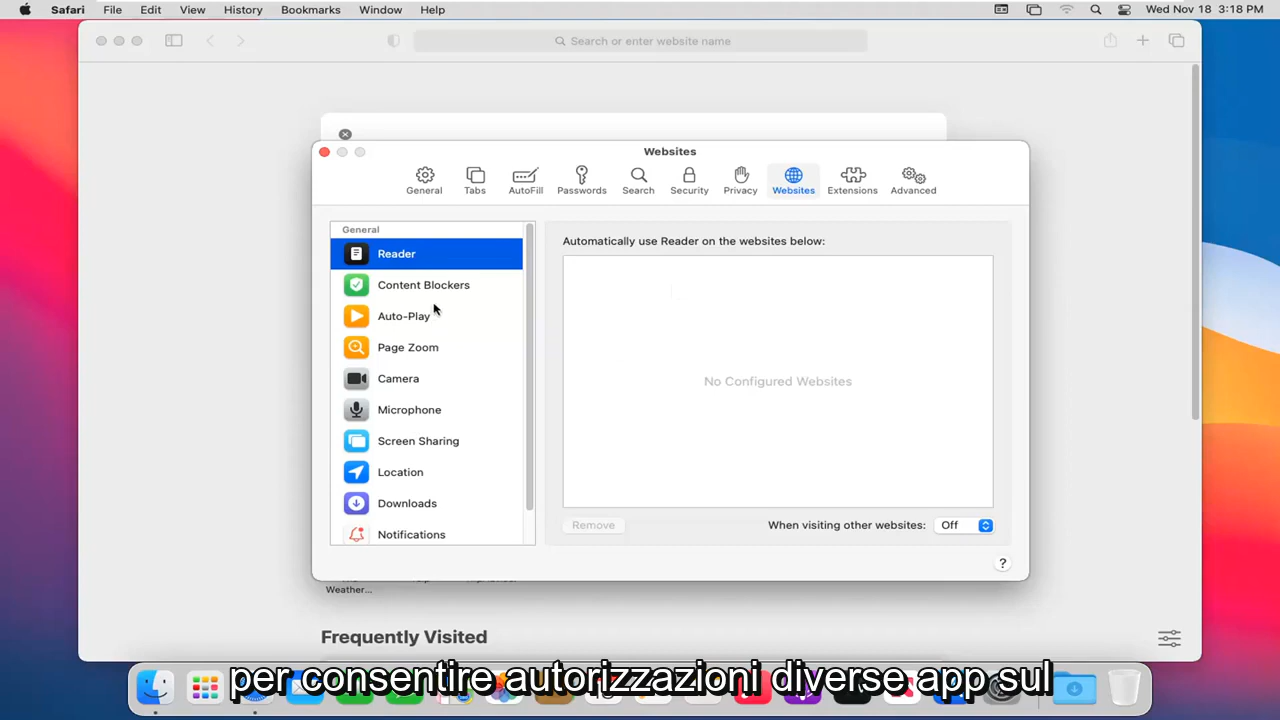 Safari File Edit View History Bookmarks Window Help Wed Nov 18 3:18 PM
Search or enter website name
Websites
General Tabs AutoFill Passwords Search Security Privacy Websites Extensions Advanced
General
Reader
Content Blockers
Auto-Play
Page Zoom
Camera
Microphone
Screen Sharing
Location
Downloads
Notifications
Automatically use Reader on the websites below:
No Configured Websites
Remove When visiting other websites: Off
?
Weather...
Frequently Visited
per consentire autorizzazioni diverse app sul